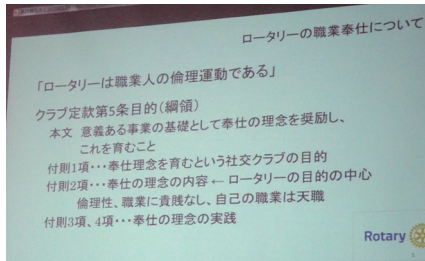 ロータリーの職業奉仕について
「ロータリーは職業人の倫理運動である」
クラブ定款第5条目的(綱領)
本文 意義ある事業の基礎として奉仕の理念を奨励し、
これを育むこと
付則1項・・・奉仕理念を育むという社交クラブの目的
付則2項・・・奉仕の理念の内容 ← ロータリーの目的の中心
倫理性、職業に貴賎なし、自己の職業は天職
付則3項、4項・・・奉仕の理念の実践
Rotary